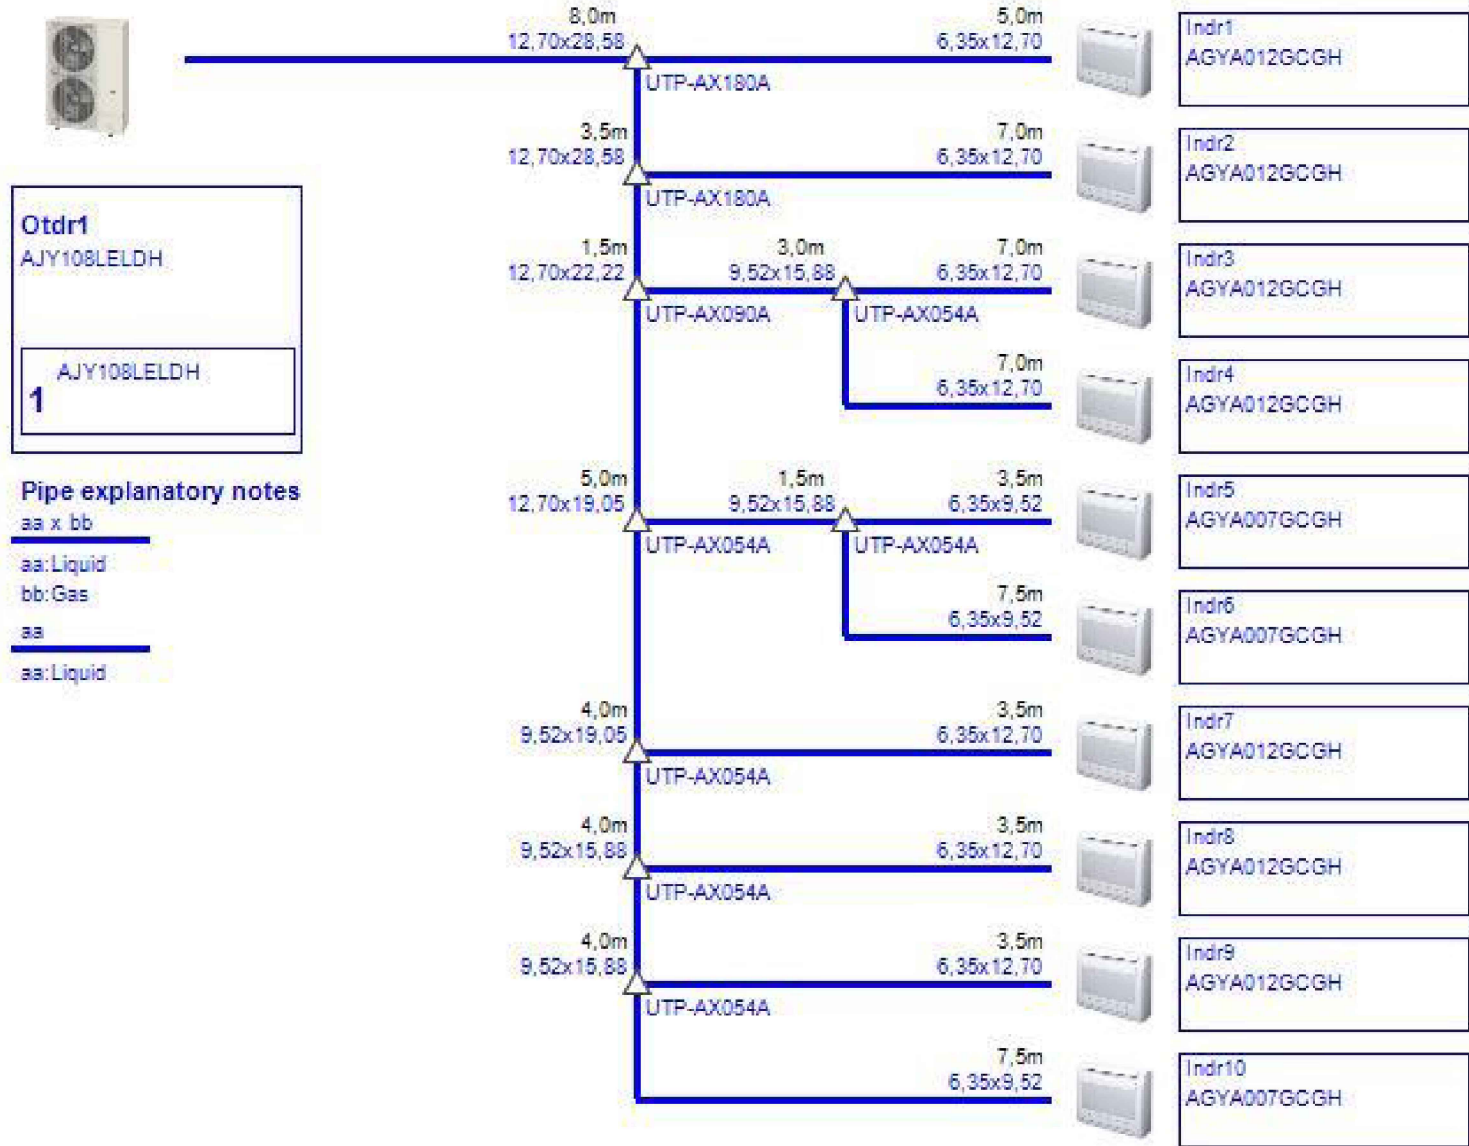 8,0m
12,70x28,58
UTP-AX180A
5,0m
6,35x12,70
Indr1
AGYA012GCGH
3,5m
12,70x28,58
UTP-AX180A
7,0m
6,35x12,70
Indr2
AGYA012GCGH
Otdr1
AJY108LELDH
AJY108LELDH
1
1,5m
12,70x22,22
UTP-AX090A
3,0m
9,52x15,88
UTP-AX054A
7,0m
6,35x12,70
Indr3
AGYA012GCGH
7,0m
6,35x12,70
Indr4
AGYA012GCGH
Pipe explanatory notes
aa x bb
aa:Liquid
bb:Gas
aa
aa:Liquid
5,0m
12,70x19,05
UTP-AX054A
1,5m
9,52x15,88
UTP-AX054A
3,5m
6,35x9,52
Indr5
AGYA007GCGH
7,5m
6,35x9,52
Indr6
AGYA007GCGH
4,0m
9,52x19,05
UTP-AX054A
3,5m
6,35x12,70
Indr7
AGYA012GCGH
4,0m
9,52x15,88
UTP-AX054A
3,5m
6,35x12,70
Indr8
AGYA012GCGH
4,0m
9,52x15,88
UTP-AX054A
3,5m
6,35x12,70
Indr9
AGYA012GCGH
7,5m
6,35x9,52
Indr10
AGYA007GCGH